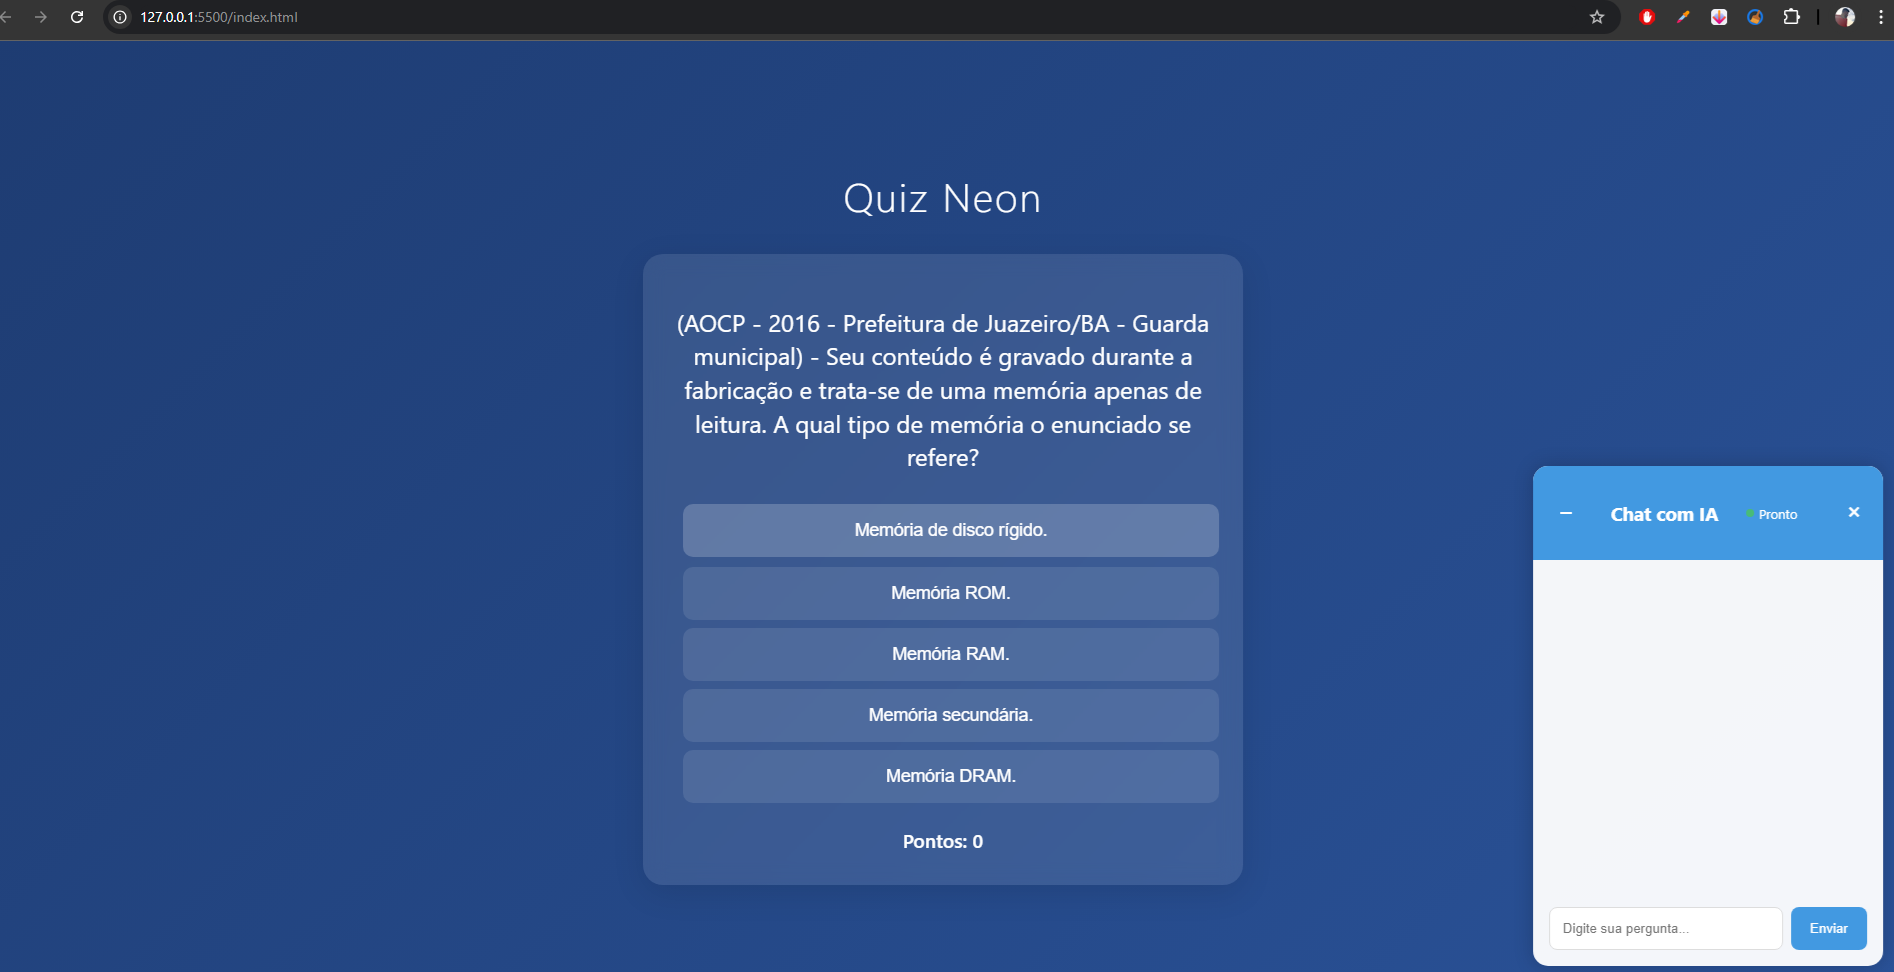 127.0.0.1:5500/index.html
Quiz Neon
(AOCP - 2016 - Prefeitura de Juazeiro/BA - Guarda
municipal) - Seu conteúdo é gravado durante a
fabricação e trata-se de uma memória apenas de
leitura. A qual tipo de memória o enunciado se
refere?
Memória de disco rígido.
Memória ROM.
Memória RAM.
Memória secundária.
Memória DRAM.
Pontos: 0
Chat com IA
Pronto
Digite sua pergunta...
Enviar